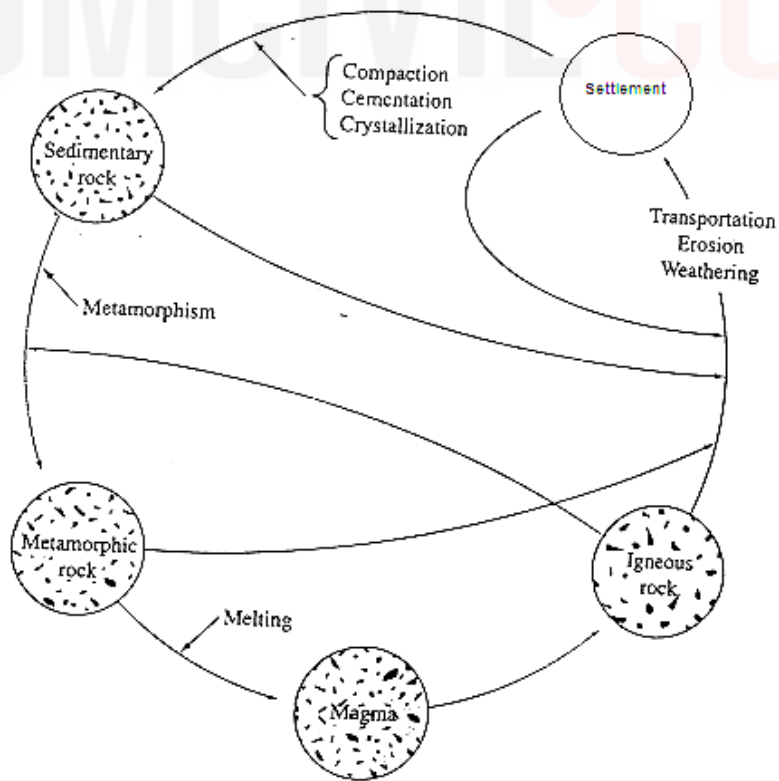 Compaction
Cementation
Crystallization
Settlement
Sedimentary
rock
Transportation
Erosion
Weathering
Metamorphism
Metamorphic
rock
Igneous
rock
Melting
Magma